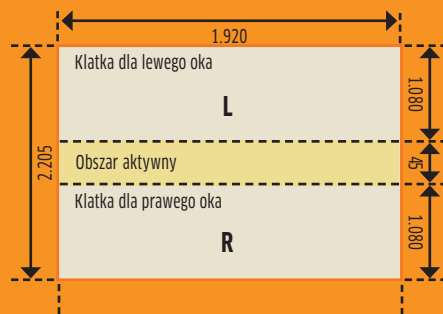 1.920
Klatka dla lewego oka
L
1.080
2.205
Obszar aktywny
45
Klatka dla prawego oka
R
1.080